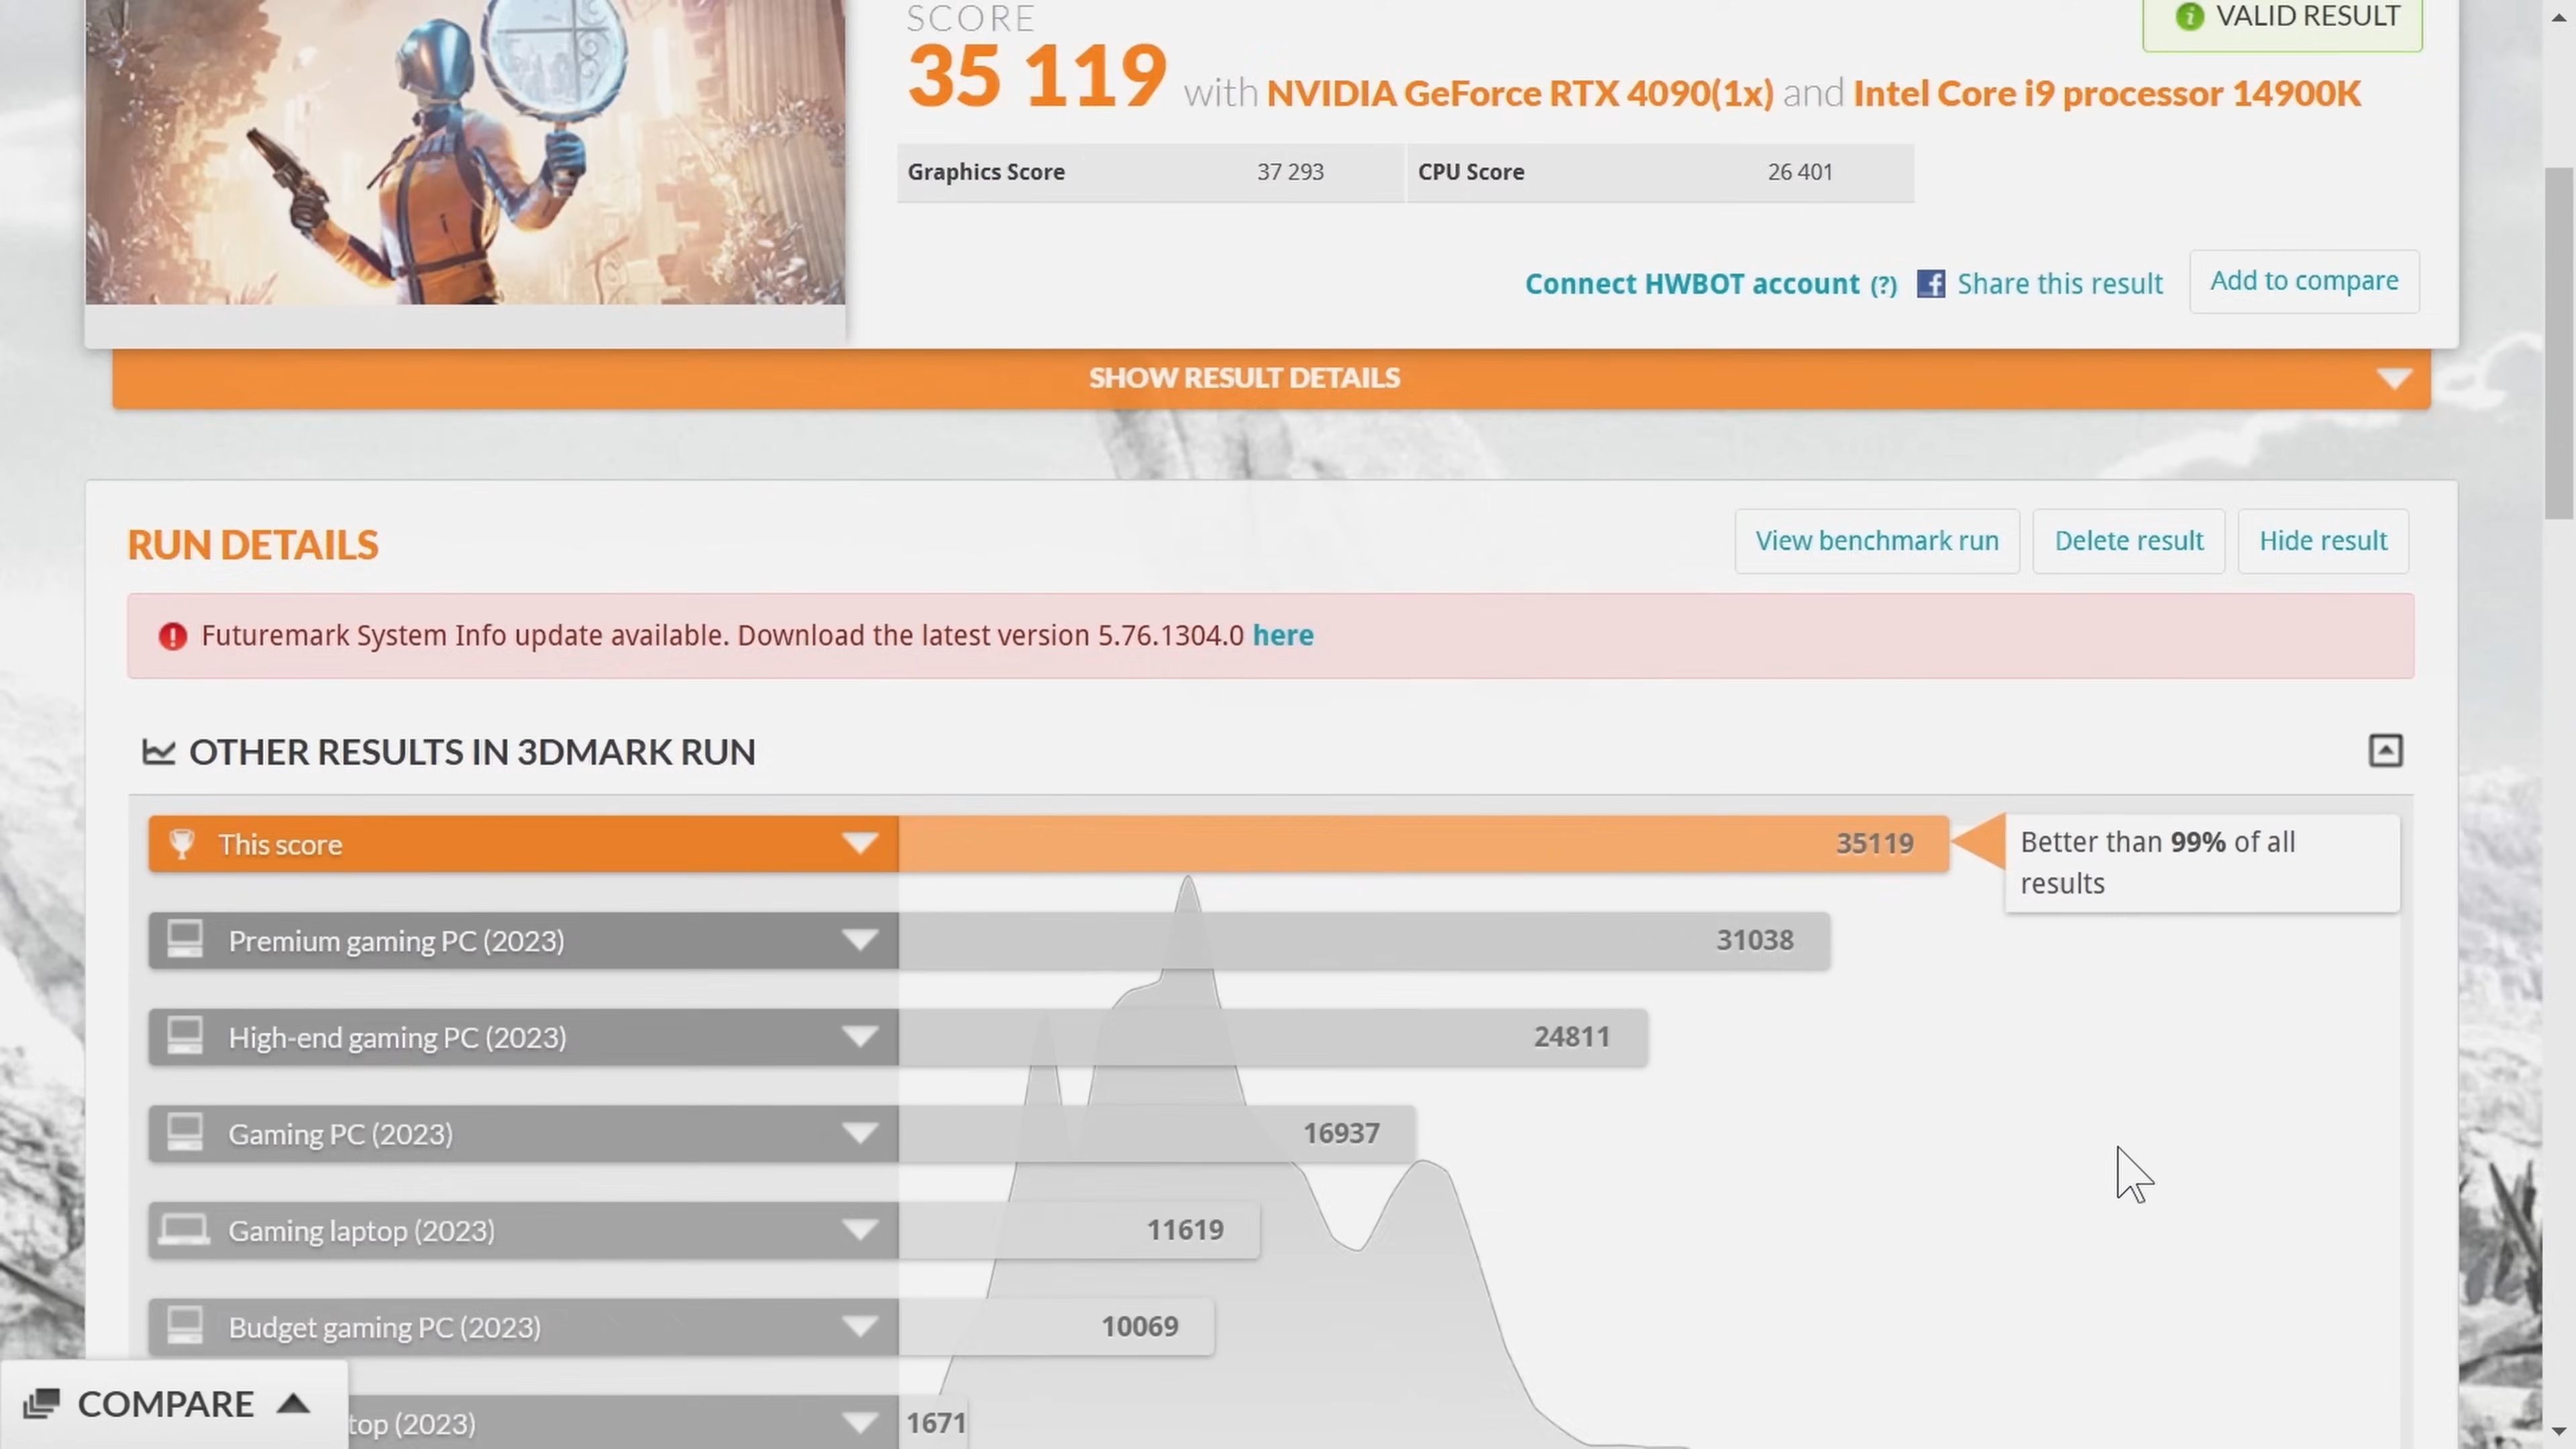 SCORE
VALID RESULT
35 119 with NVIDIA GeForce RTX 4090(1x) and Intel Core i9 processor 14900K
Graphics Score 37 293 CPU Score 26 401
Connect HWBOT account (?) Share this result Add to compare
SHOW RESULT DETAILS
RUN DETAILS View benchmark run Delete result Hide result
Futuremark System Info update available. Download the latest version 5.76.1304.0 here
OTHER RESULTS IN 3DMARK RUN
This score 35119
Better than 99% of all
results
Premium gaming PC (2023) 31038
High-end gaming PC (2023) 24811
Gaming PC (2023) 16937
Gaming laptop (2023) 11619
Budget gaming PC (2023) 10069
COMPARE
top (2023) 1671